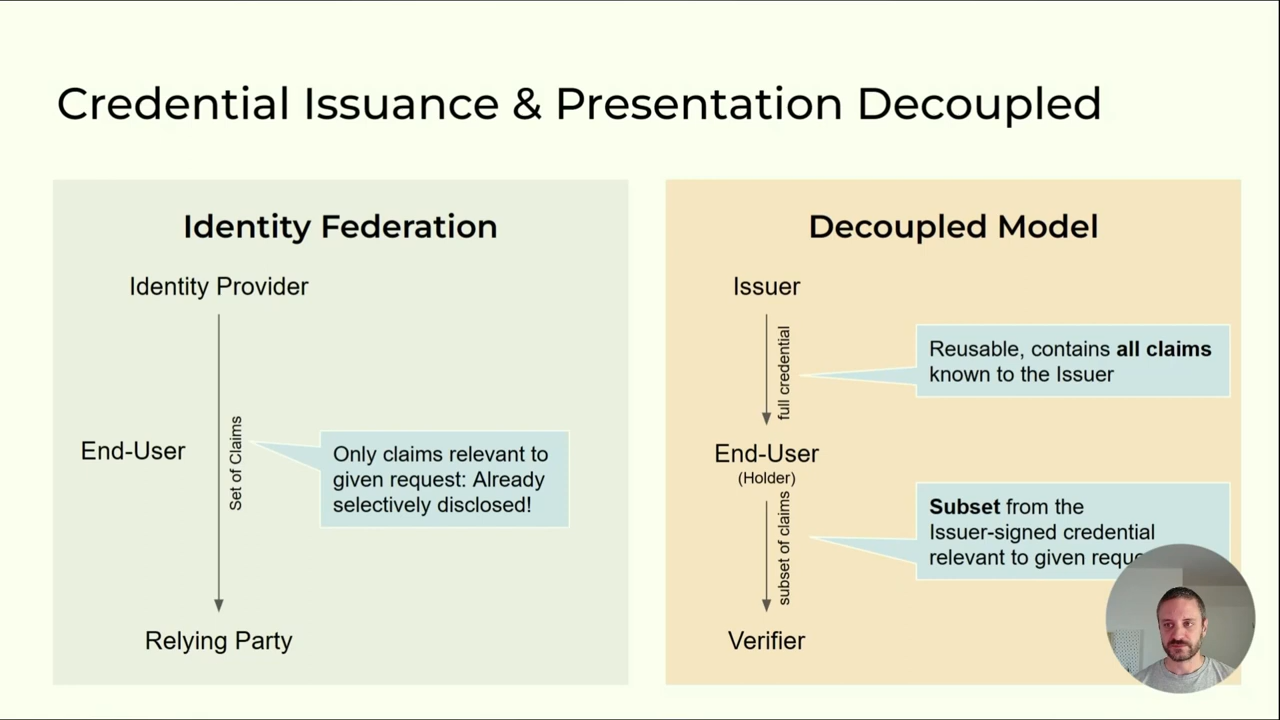 Credential Issuance & Presentation Decoupled
Identity Federation
Identity Provider
End-User
Set of Claims
Only claims relevant to
given request: Already
selectively disclosed!
Relying Party
Decoupled Model
Issuer
full credential
Reusable, contains all claims
known to the Issuer
End-User
(Holder)
subset of claims
Subset from the
Issuer-signed credential
relevant to given
Verifier